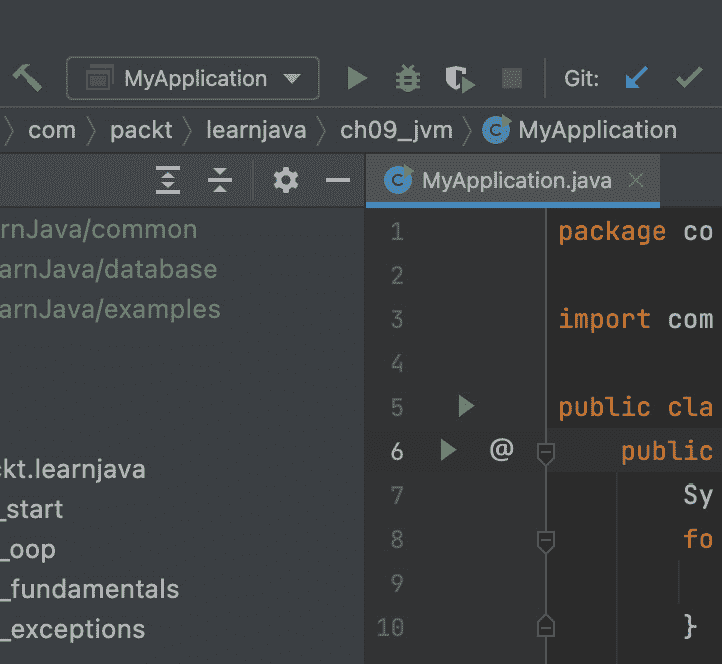 MyApplication Git:
com packt learnjava ch09_jvm C MyApplication
C MyApplication.java
rnJava/common
arnJava/database
arnJava/examples
kt.learnjava
_start
_oop
_fundamentals
_exceptions
1 package co
2
3 import com
4
5 public cla
6 @ public
7 Sy
8 fo
9
10 }